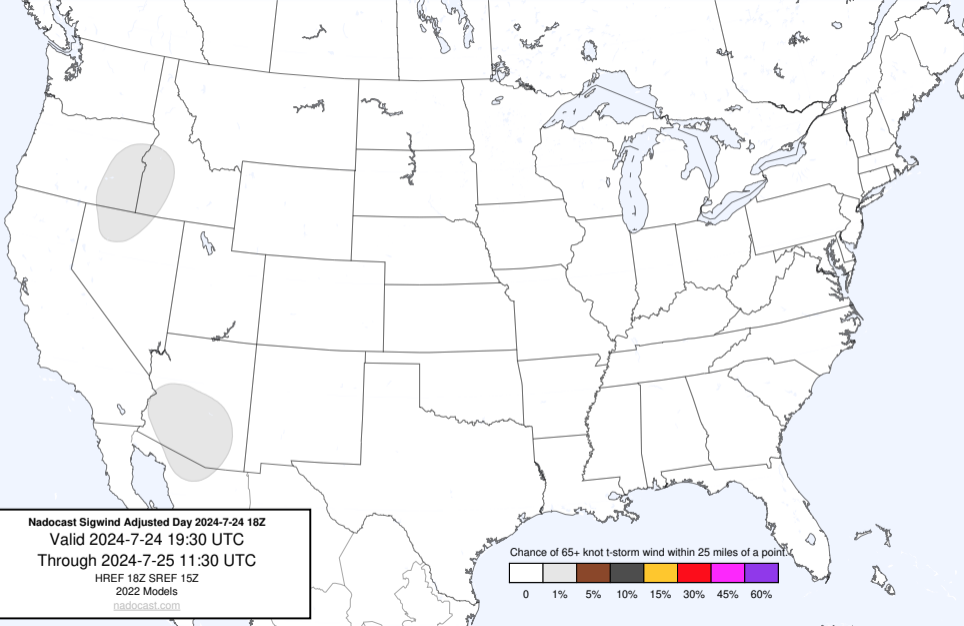 Nadocast Sigwind Adjusted Day 2024-7-24 18Z
Valid 2024-7-24 19:30 UTC
Through 2024-7-25 11:30 UTC
HREF 18Z SREF 15Z
2022 Models
nadocast.com
Chance of 65+ knot t-storm wind within 25 miles of a point.
0 1% 5% 10% 15% 30% 45% 60%